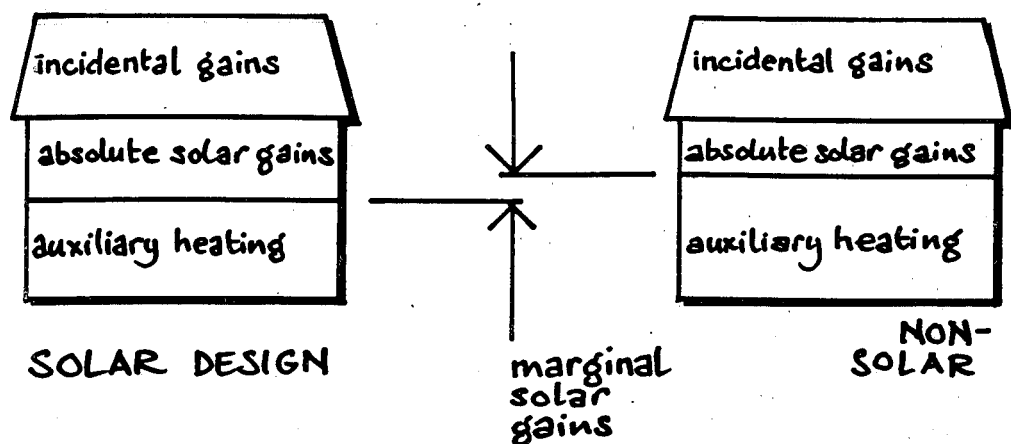 incidental gains
absolute solar gains
auxiliary heating
SOLAR DESIGN
marginal
solar
gains
incidental gains
absolute solar gains
auxiliary heating
NON-
SOLAR